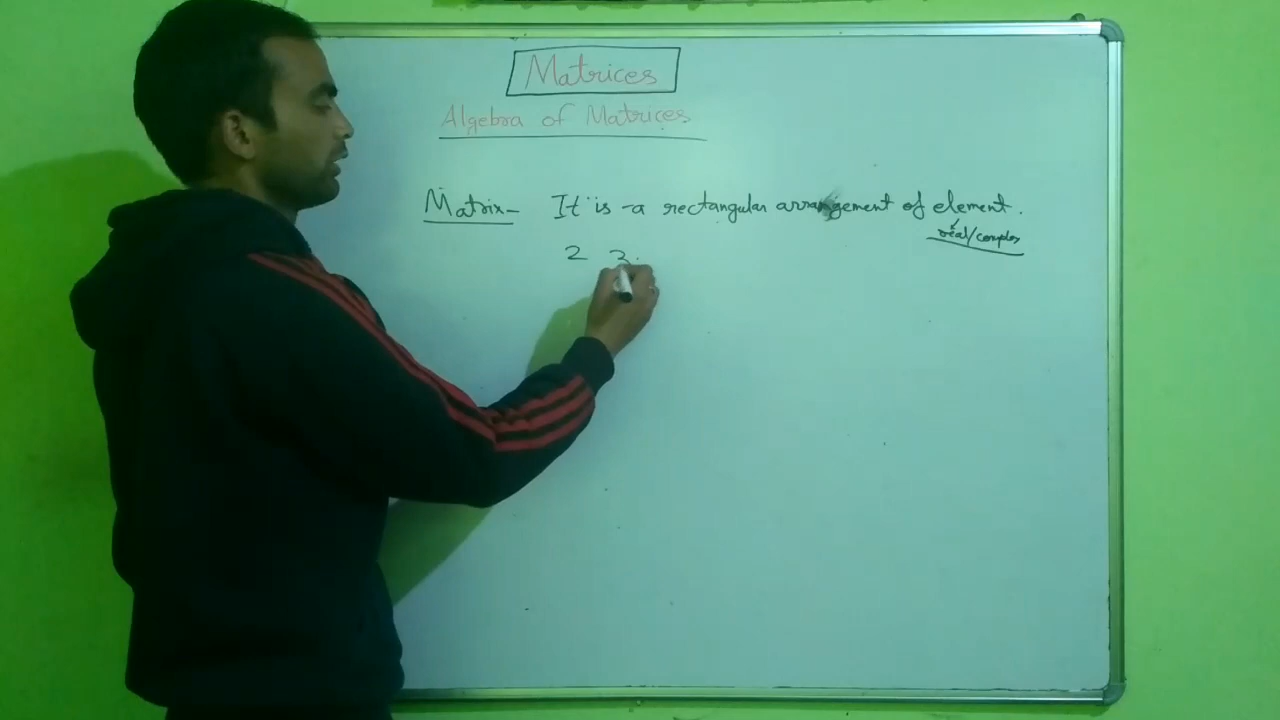 Matrices
Algebra of Matrices
Matrix- It is a rectangular arrangement of element.
real/complex
2 3